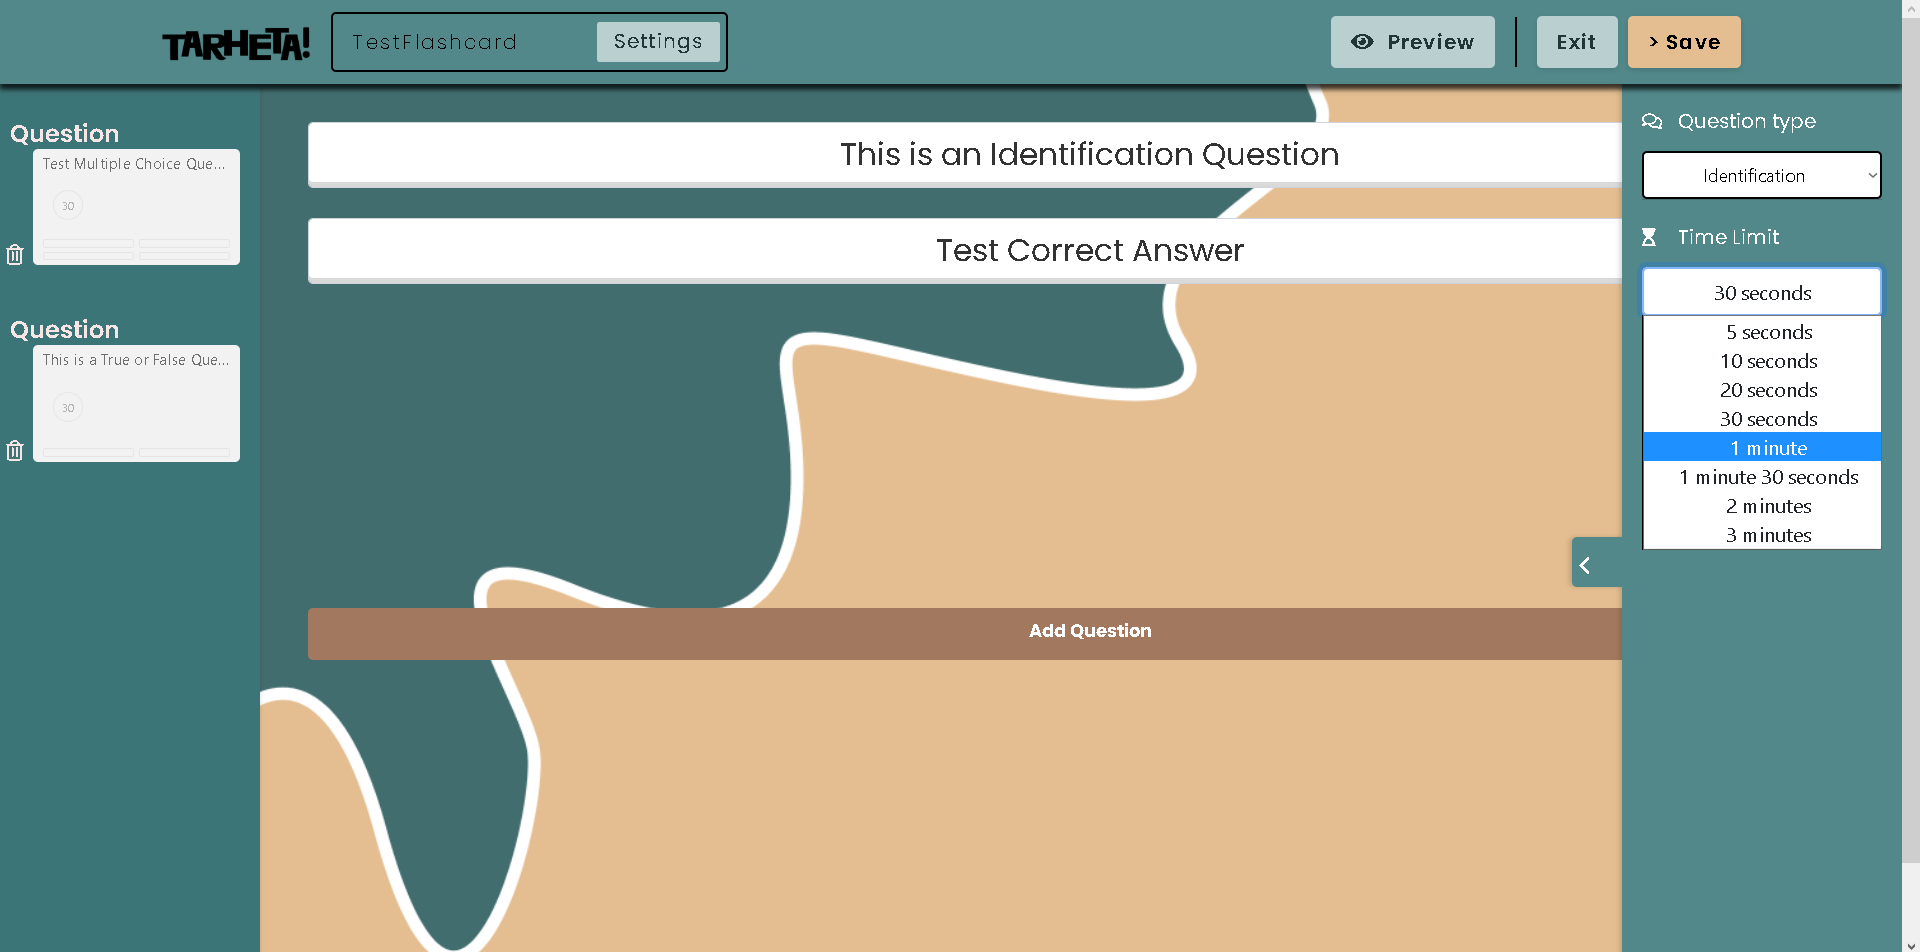 TARHETA!
TestFlashcard
Settings
Preview
Exit
> Save
Question
Test Multiple Choice Que...
30
Question
This is a True or False Que...
30
This is an Identification Question
Test Correct Answer
Add Question
Question type
Identification
Time Limit
30 seconds
5 seconds
10 seconds
20 seconds
30 seconds
1 minute
1 minute 30 seconds
2 minutes
3 minutes